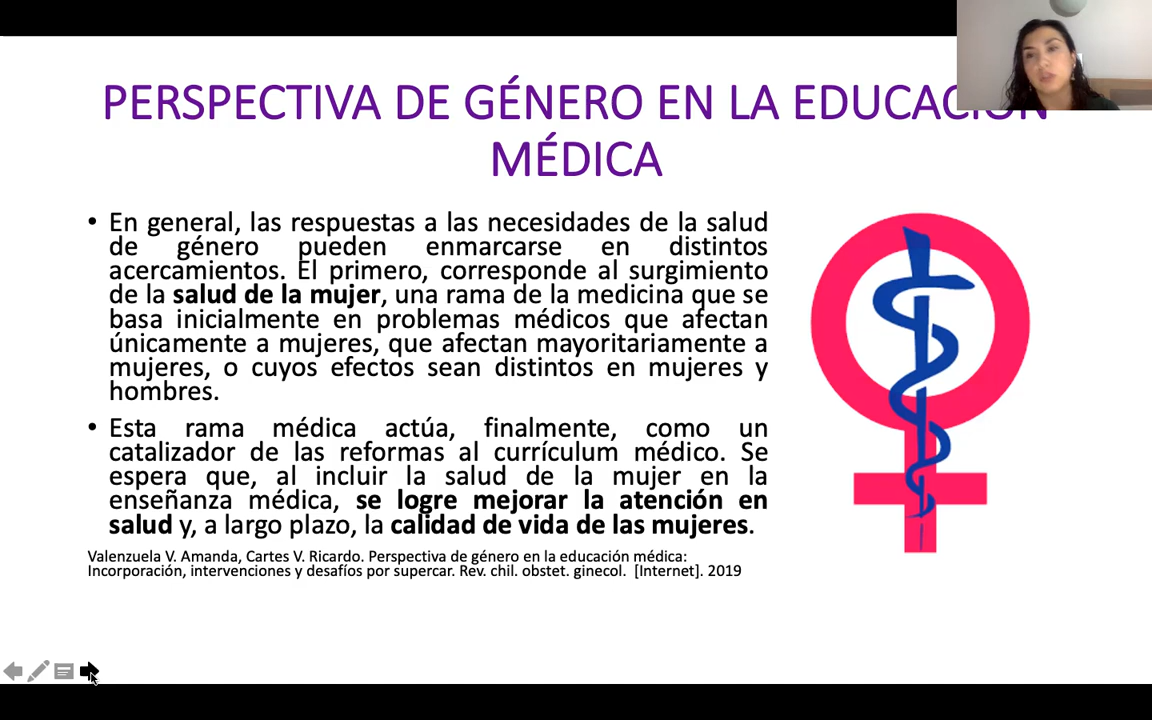 PERSPECTIVA DE GÉNERO EN LA EDUCACIÓN
MÉDICA
• En general, las respuestas a las necesidades de la salud
de género pueden enmarcarse en distintos
acercamientos. El primero, corresponde al surgimiento
de la salud de la mujer, una rama de la medicina que se
basa inicialmente en problemas médicos que afectan
únicamente a mujeres, que afectan mayoritariamente a
mujeres, o cuyos efectos sean distintos en mujeres y
hombres.
• Esta rama médica actúa, finalmente, como un
catalizador de las reformas al currículum médico. Se
espera que, al incluir la salud de la mujer en la
enseñanza médica, se logre mejorar la atención en
salud y, a largo plazo, la calidad de vida de las mujeres.
Valenzuela V. Amanda, Cartes V. Ricardo. Perspectiva de género en la educación médica:
Incorporación, intervenciones y desafíos por supercar. Rev. chil. obstet. ginecol. [Internet]. 2019